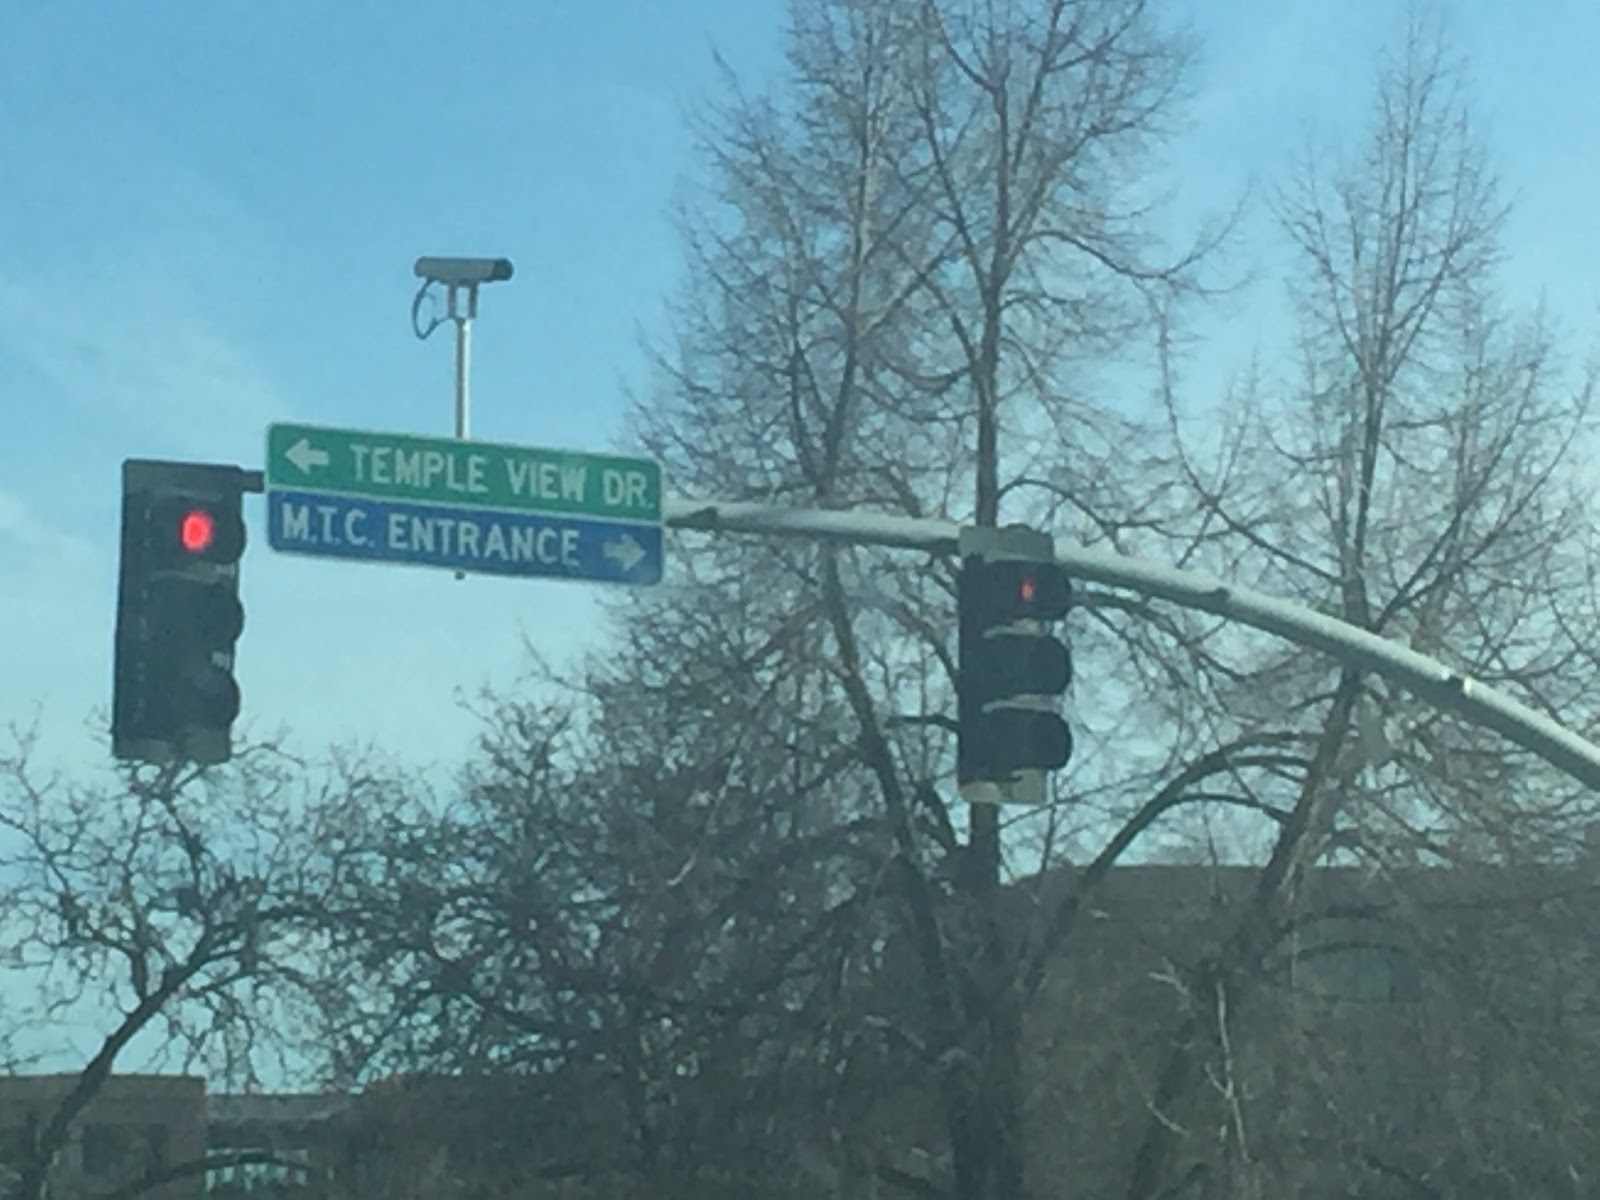 ← TEMPLE VIEW DR.
M.T.C. ENTRANCE →